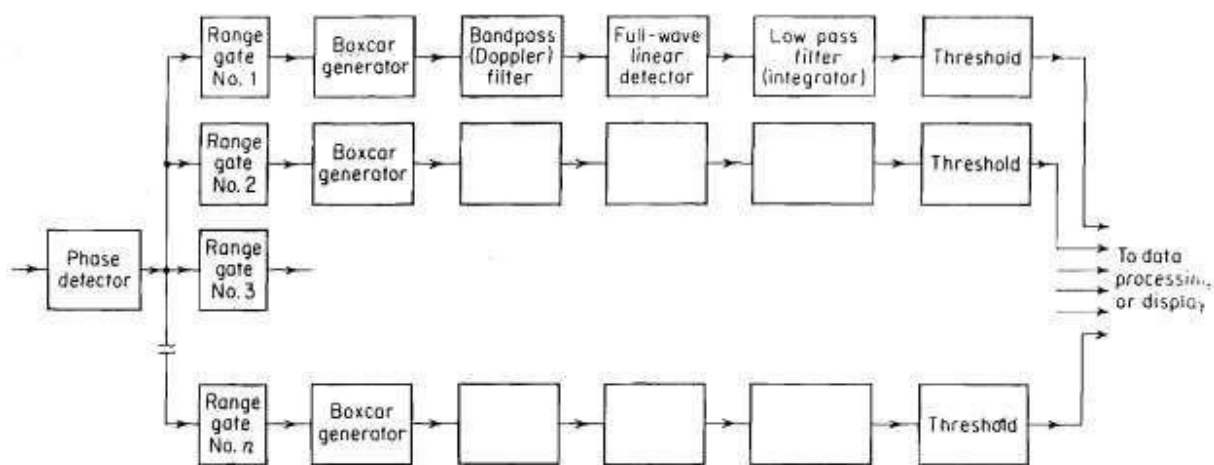 Range
gate
No. 1
Boxcar
generator
Bandpass
(Doppler)
filter
Full-wave
linear
detector
Low pass
filter
(integrator)
Threshold
Range
gate
No. 2
Boxcar
generator
Threshold
Phase
detector
Range
gate
No. 3
To data
processing,
or display
Range
gate
No. n
Boxcar
generator
Threshold